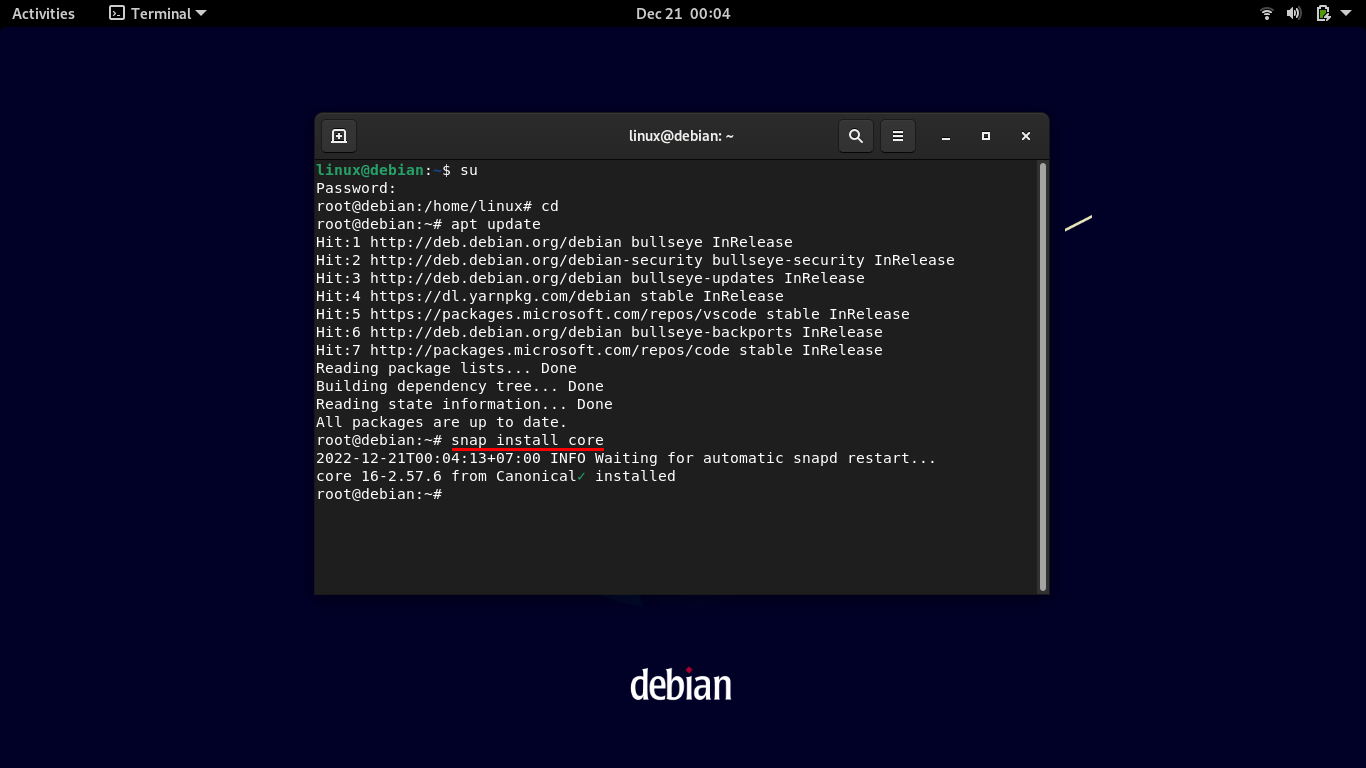 Activities Terminal Dec 21 00:04
linux@debian: ~
linux@debian:~$ su
Password:
root@debian:/home/linux# cd
root@debian:~# apt update
Hit:1 http://deb.debian.org/debian bullseye InRelease
Hit:2 http://deb.debian.org/debian-security bullseye-security InRelease
Hit:3 http://deb.debian.org/debian bullseye-updates InRelease
Hit:4 https://dl.yarnpkg.com/debian stable InRelease
Hit:5 https://packages.microsoft.com/repos/vscode stable InRelease
Hit:6 http://deb.debian.org/debian bullseye-backports InRelease
Hit:7 http://packages.microsoft.com/repos/code stable InRelease
Reading package lists... Done
Building dependency tree... Done
Reading state information... Done
All packages are up to date.
root@debian:~# snap install core
2022-12-21T00:04:13+07:00 INFO Waiting for automatic snapd restart...
core 16-2.57.6 from Canonical✓ installed
root@debian:~#
debian